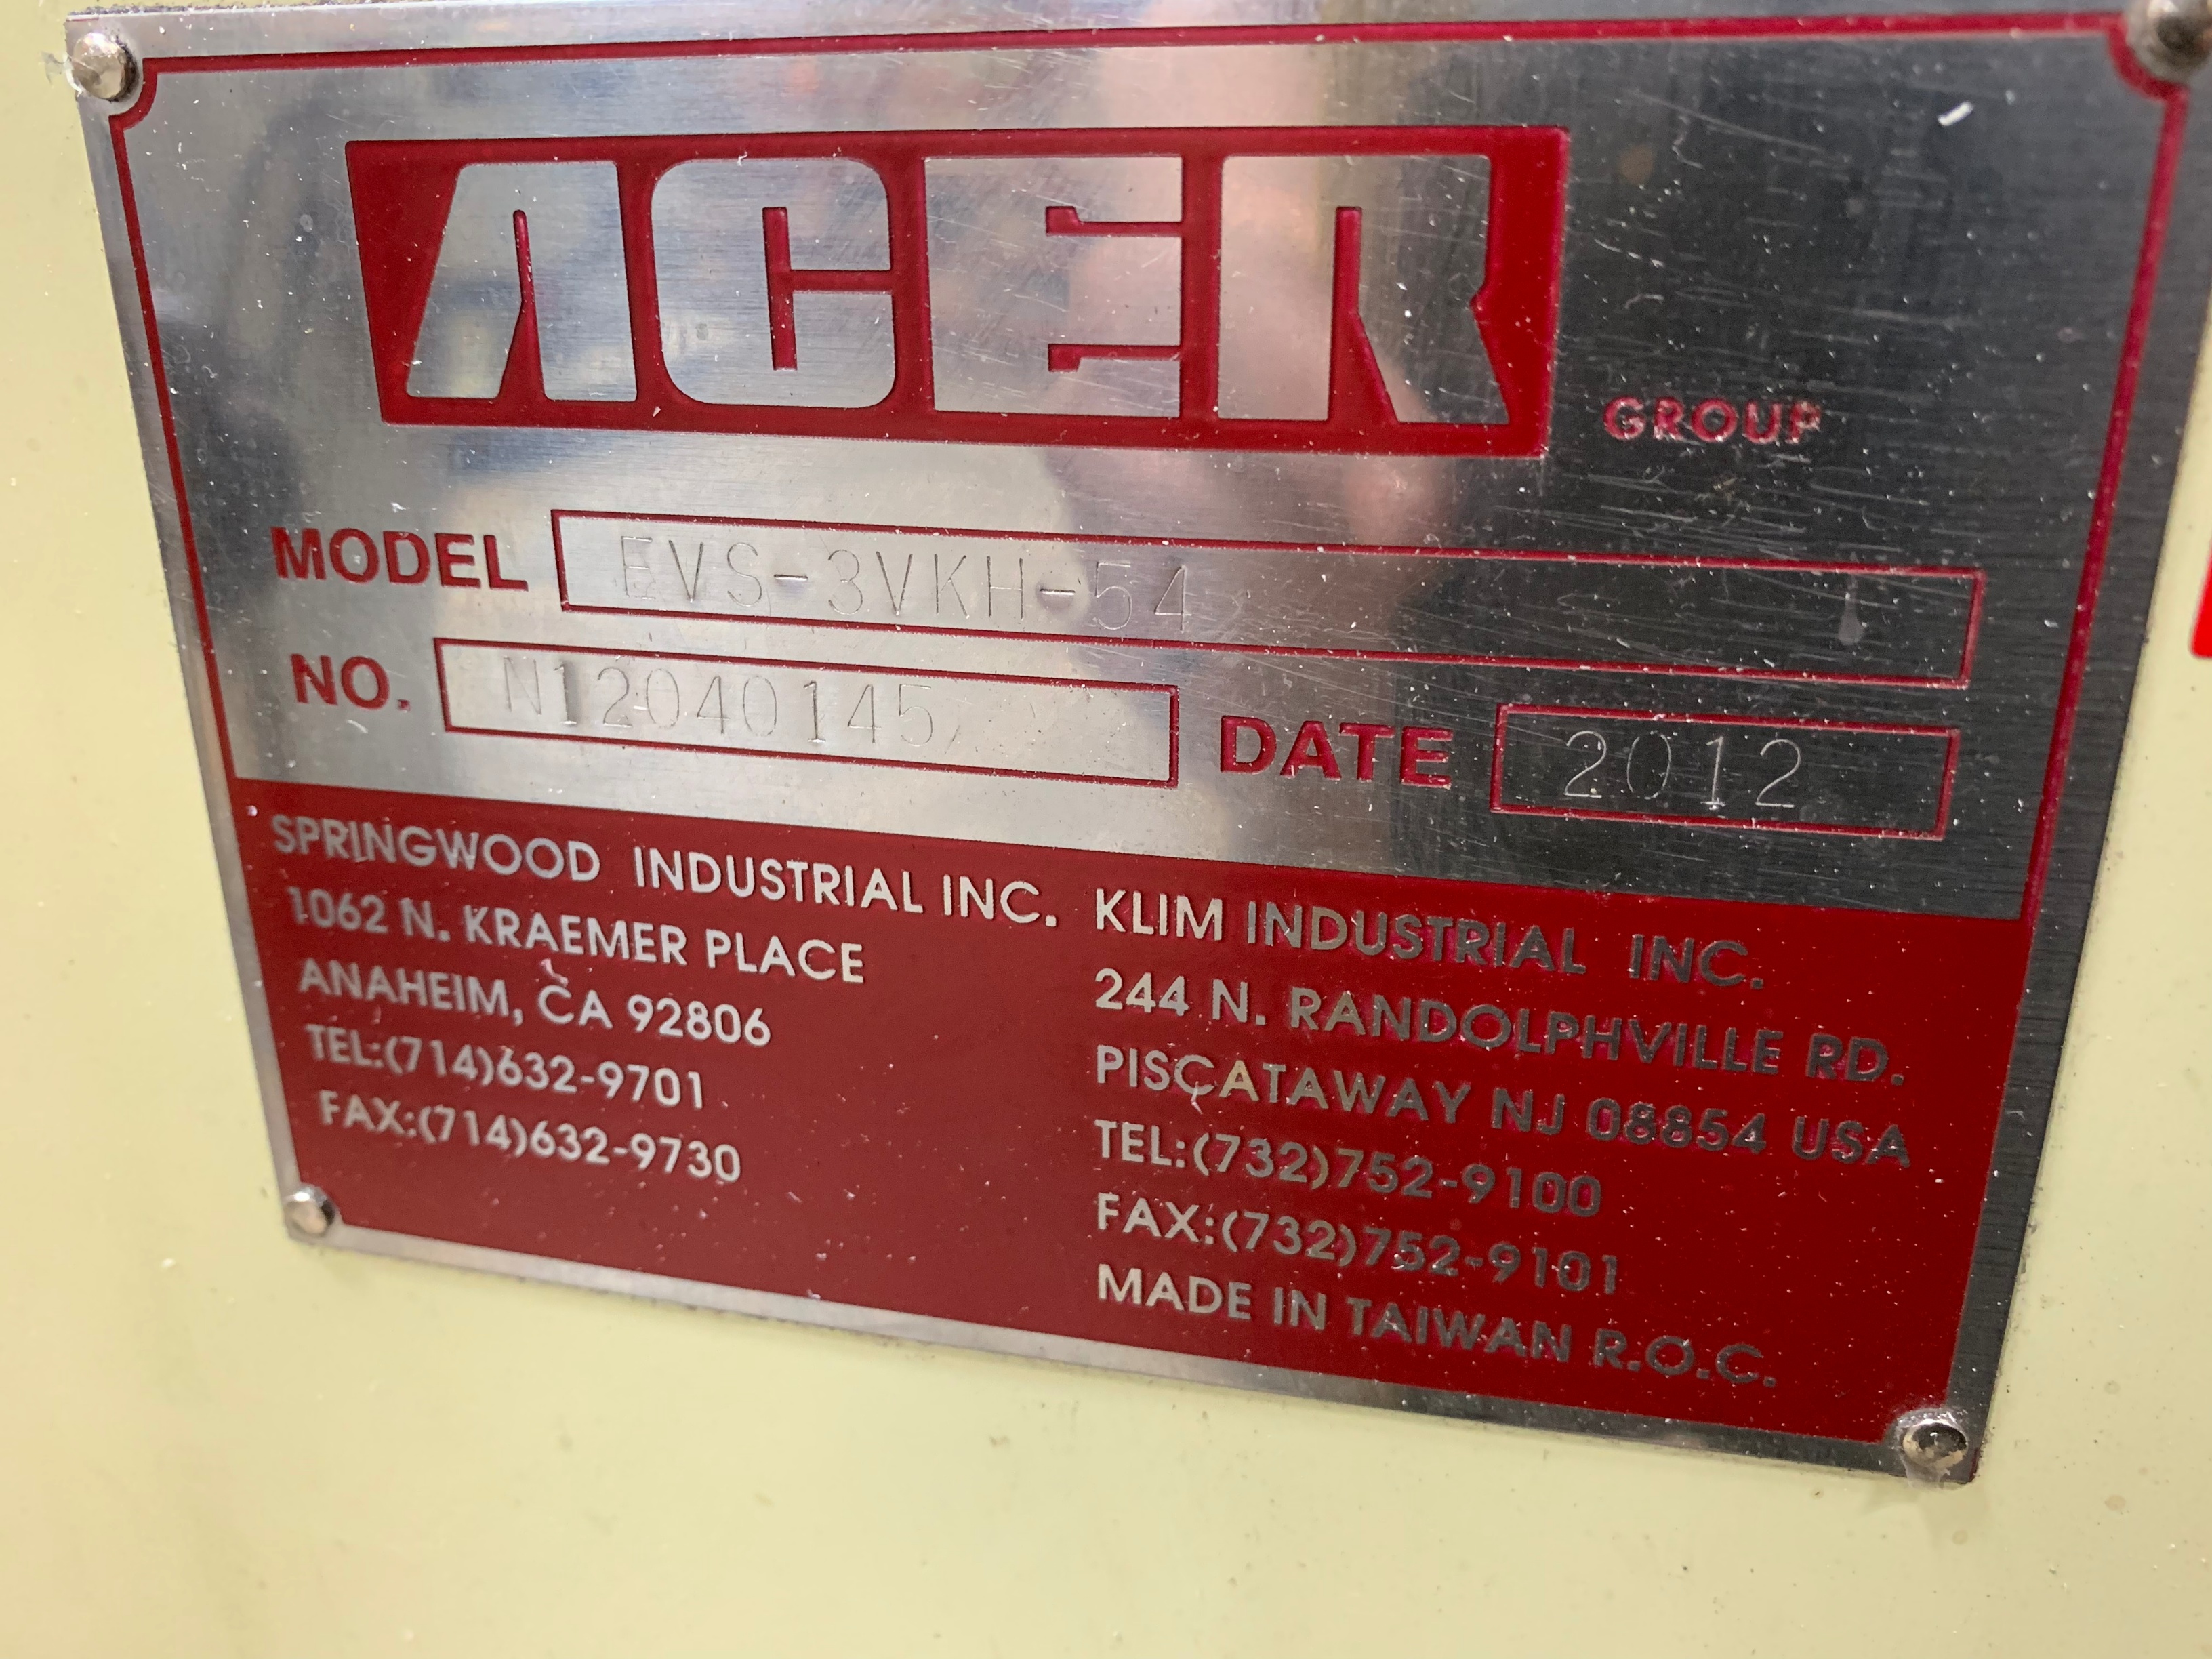 ACER GROUP
MODEL EVS-3VKH-54
NO. N12040145 DATE 2012
SPRINGWOOD INDUSTRIAL INC.
1062 N. KRAEMER PLACE
ANAHEIM, CA 92806
TEL:(714)632-9701
FAX:(714)632-9730
KLIM INDUSTRIAL INC.
244 N. RANDOLPHVILLE RD.
PISCATAWAY NJ 08854 USA
TEL:(732)752-9100
FAX:(732)752-9101
MADE IN TAIWAN R.O.C.